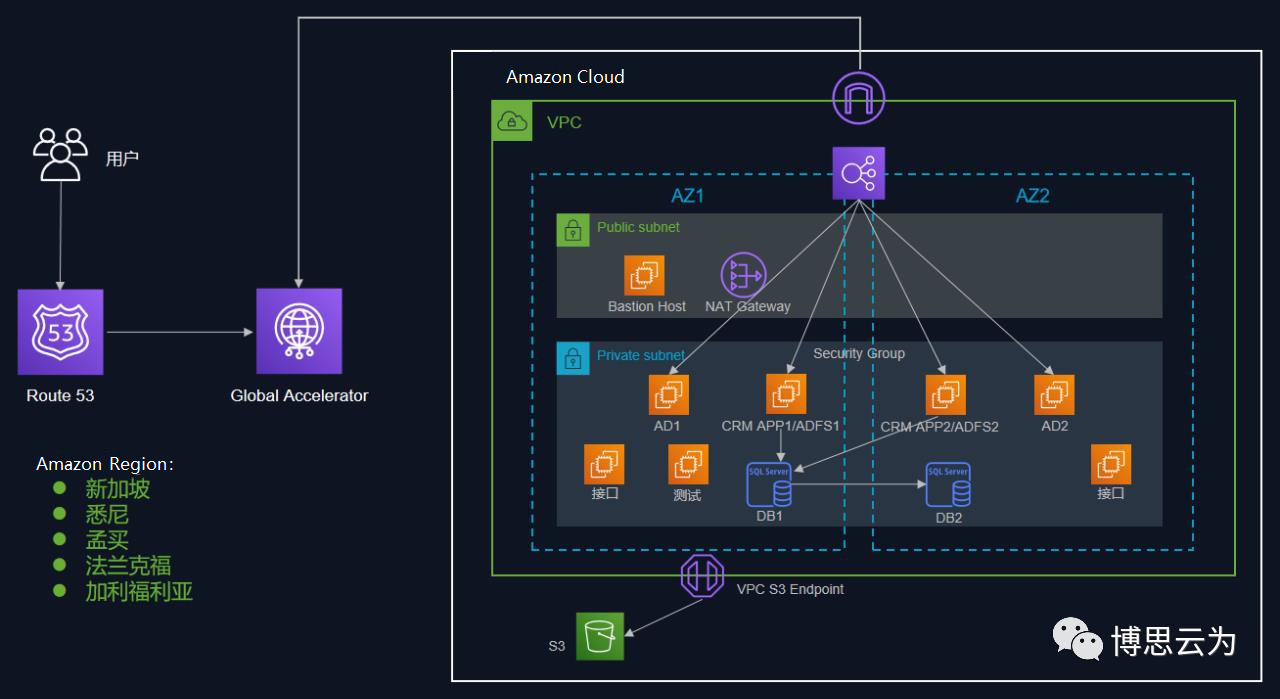 Amazon Cloud
VPC
用户
AZ1
AZ2
Public subnet
Bastion Host
NAT Gateway
53
Route 53
Global Accelerator
Private subnet
Security Group
AD1
CRM APP1/ADFS1
CRM APP2/ADFS2
AD2
Amazon Region:
新加坡
悉尼
孟买
法兰克福
加利福利亚
接口
测试
SQL Server
DB1
SQL Server
DB2
接口
VPC S3 Endpoint
S3
博思云为